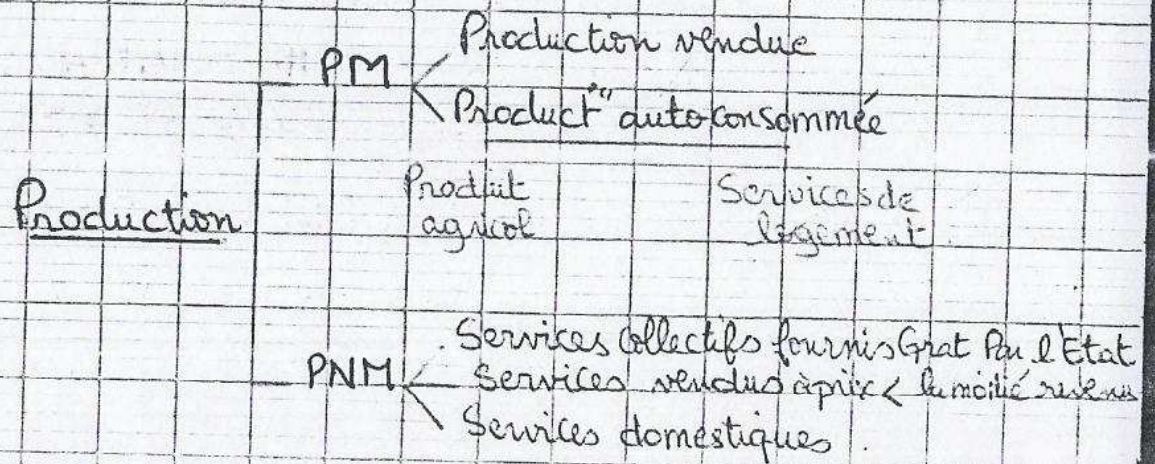 PM
Production vendue
Product° autoconsommée
Produit agricol
Services de logement
Production
PNM
Services collectifs fournis Grat Par l'Etat
Services vendus à prix < la moitié revenus
Services domestiques.